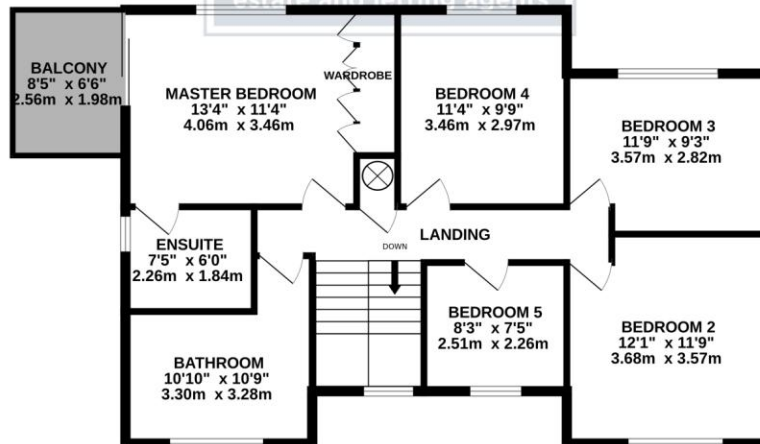 estate and letting agents
BALCONY
8'5" x 6'6"
2.56m x 1.98m
MASTER BEDROOM
13'4" x 11'4"
4.06m x 3.46m
WARDROBE
BEDROOM 4
11'4" x 9'9"
3.46m x 2.97m
BEDROOM 3
11'9" x 9'3"
3.57m x 2.82m
ENSUITE
7'5" x 6'0"
2.26m x 1.84m
LANDING
DOWN
BEDROOM 5
8'3" x 7'5"
2.51m x 2.26m
BEDROOM 2
12'1" x 11'9"
3.68m x 3.57m
BATHROOM
10'10" x 10'9"
3.30m x 3.28m